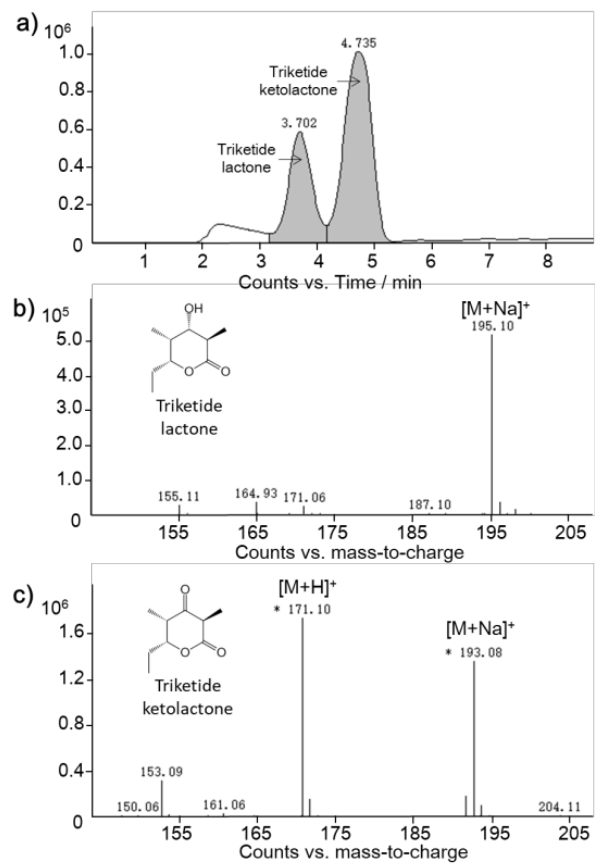 a)
10⁶
1.0
0.8
0.6
0.4
0.2
0
4.735
Triketide
ketolactone
3.702
Triketide
lactone
1 2 3 4 5 6 7 8
Counts vs. Time / min
b)
10⁵
5.0
4.0
3.0
2.0
1.0
0
OH
O
O
Triketide
lactone
[M+Na]⁺
195.10
155.11
164.93
171.06
187.10
155 165 175 185 195 205
Counts vs. mass-to-charge
c)
10⁶
1.6
1.2
0.8
0.4
0
O
O
O
Triketide
ketolactone
[M+H]⁺
* 171.10
[M+Na]⁺
* 193.08
153.09
150.06
161.06
204.11
155 165 175 185 195 205
Counts vs. mass-to-charge